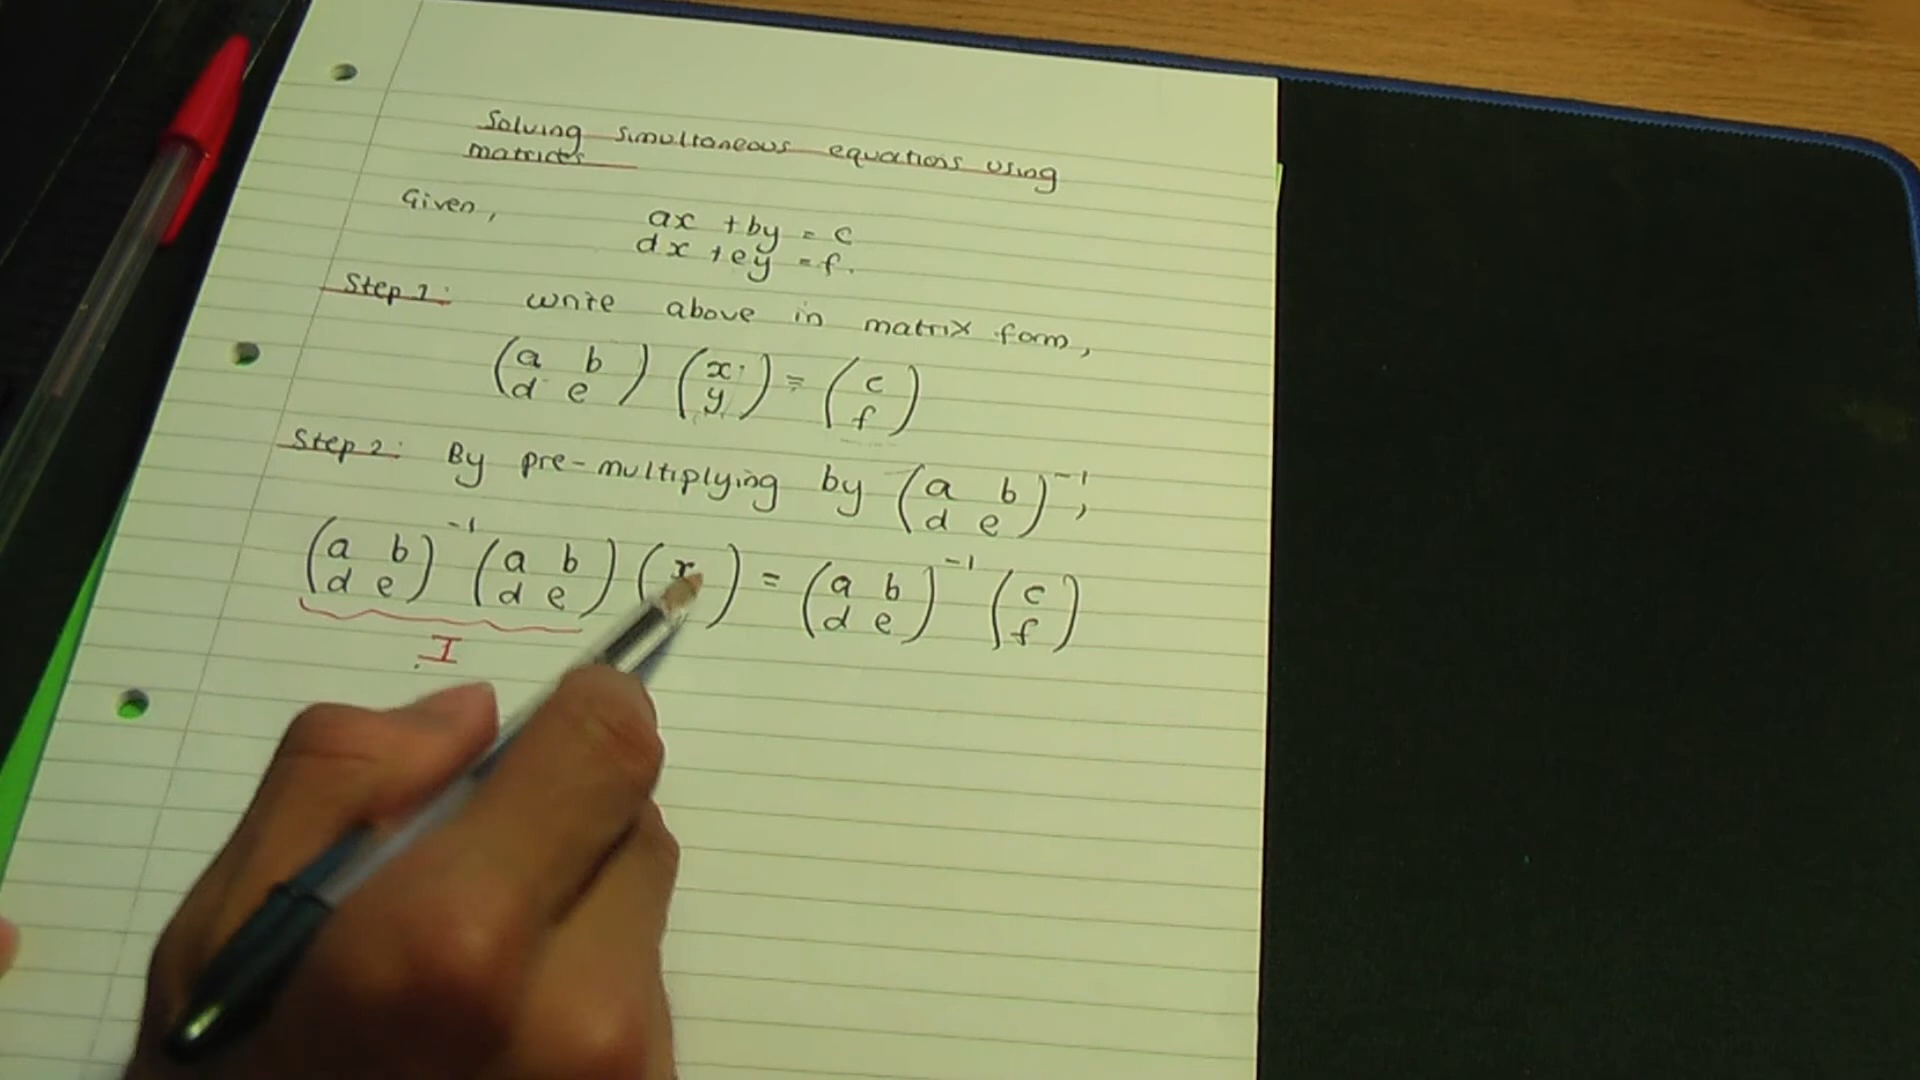 Solving simultaneous equations using
matrices
Given,
ax + by = c
dx + ey = f.
Step 1: Write above in matrix form,
(a b) (x) = (c)
(d e) (y) (f)
Step 2: By pre-multiplying by (a b)⁻¹,
(d e)
(a b)⁻¹ (a b) (x) = (a b)⁻¹ (c)
(d e) (d e) ( ) (d e) (f)
I